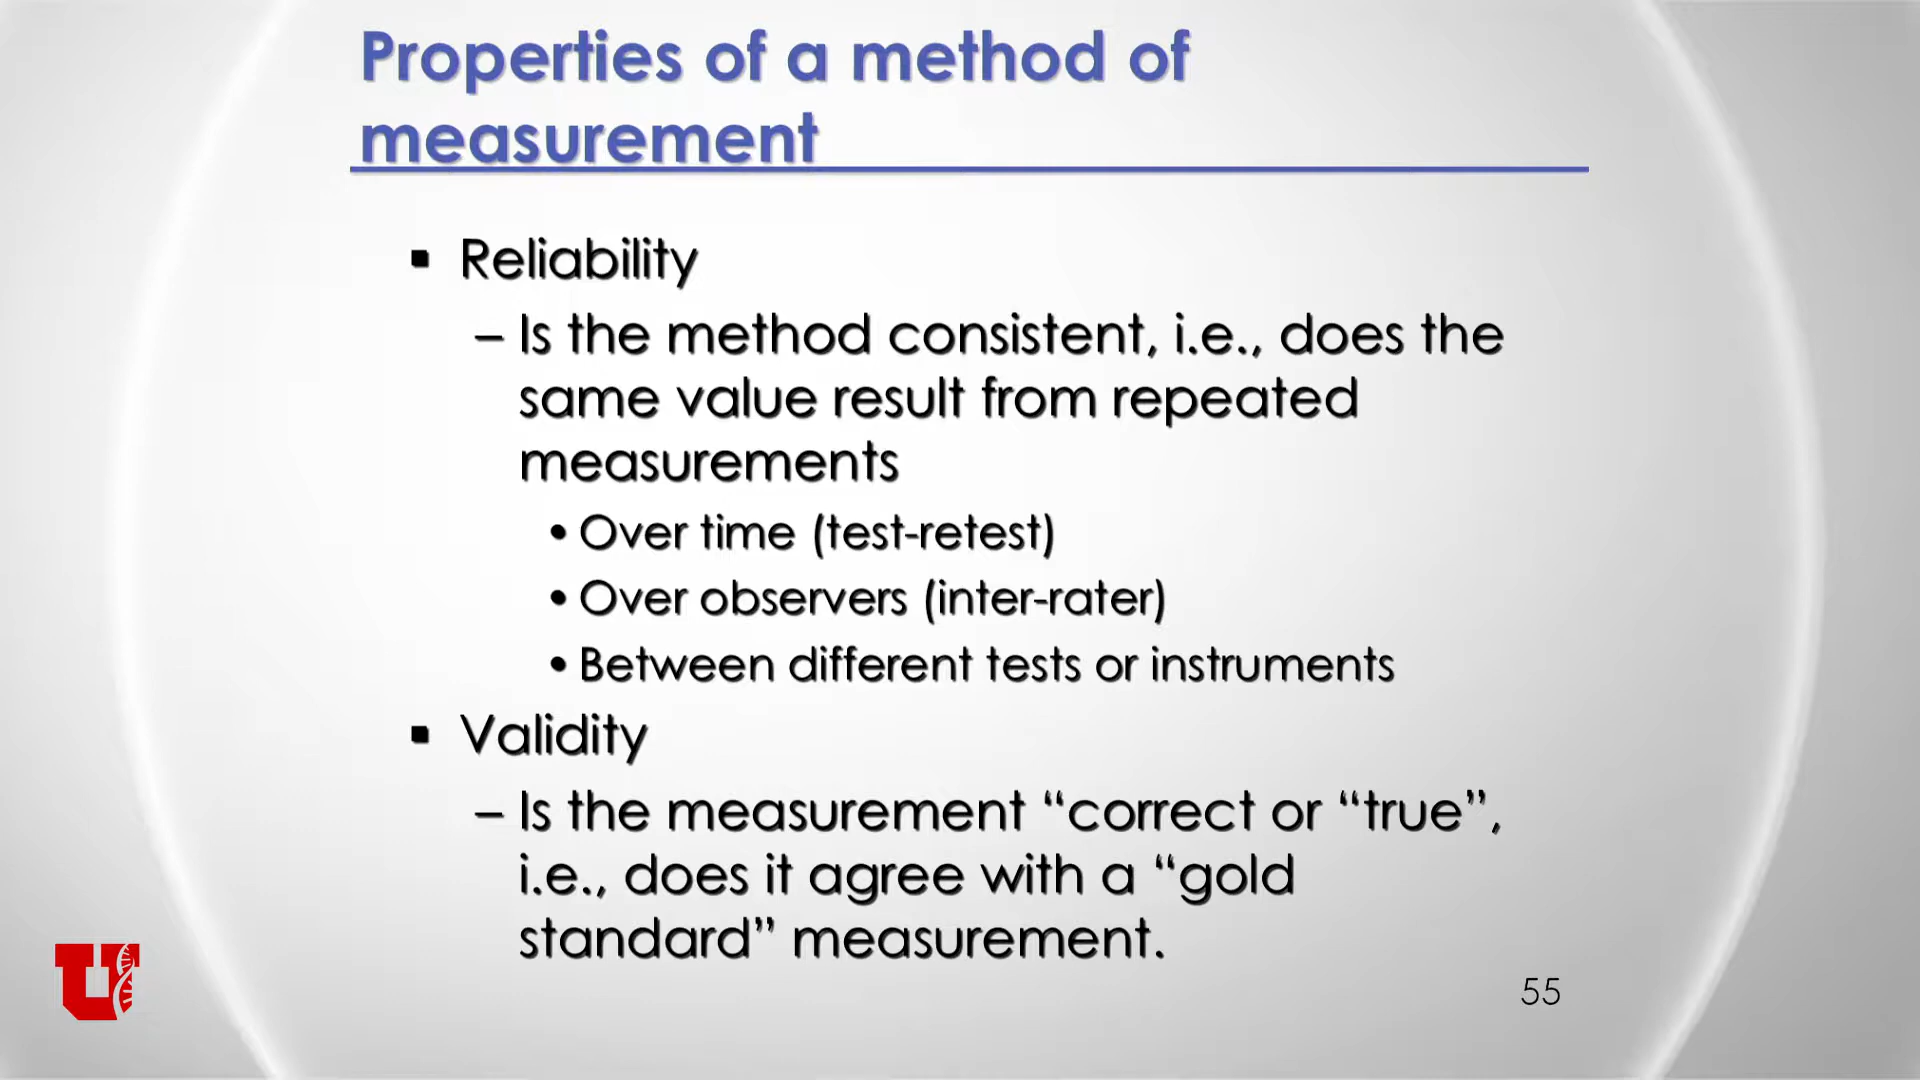 Properties of a method of
measurement
▪ Reliability
– Is the method consistent, i.e., does the
same value result from repeated
measurements
• Over time (test-retest)
• Over observers (inter-rater)
• Between different tests or instruments
▪ Validity
– Is the measurement “correct or “true”,
i.e., does it agree with a “gold
standard” measurement.
U
55